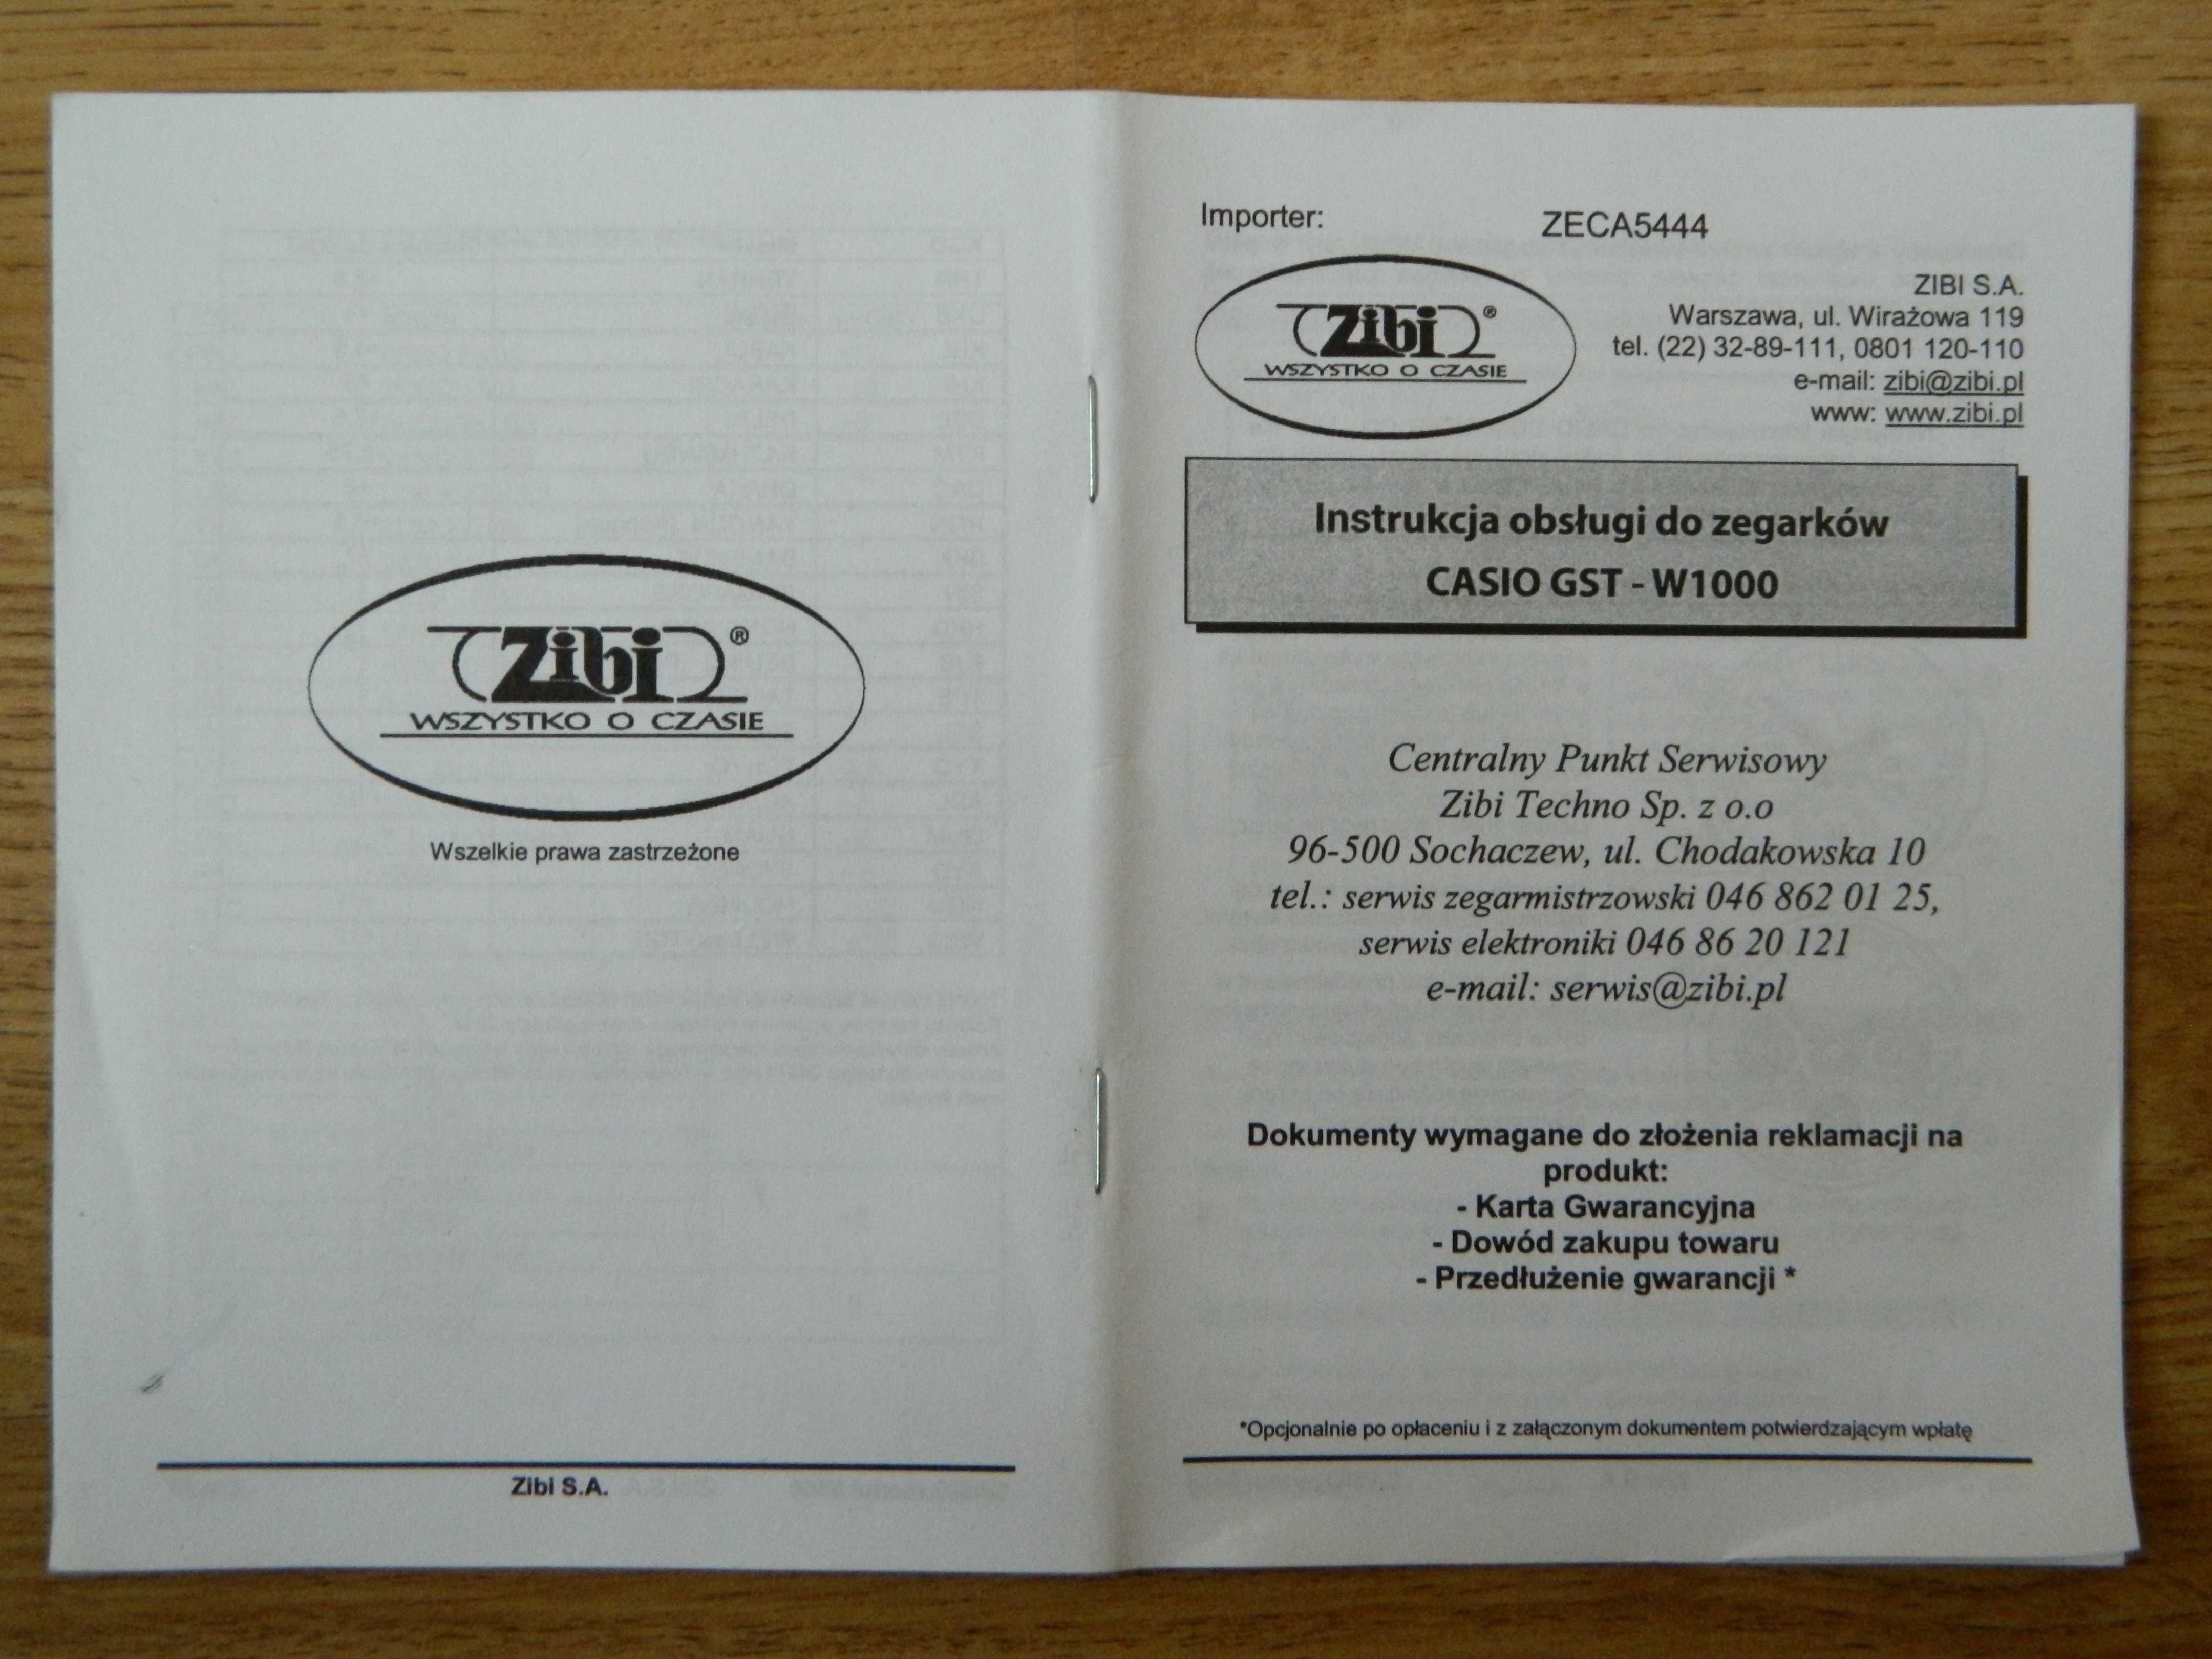 Zibi®
WSZYSTKO O CZASIE
Wszelkie prawa zastrzeżone
Zibi S.A.
Importer:
ZECA5444
Zibi®
WSZYSTKO O CZASIE
ZIBI S.A.
Warszawa, ul. Wirażowa 119
tel. (22) 32-89-111, 0801 120-110
e-mail: zibi@zibi.pl
www: www.zibi.pl
Instrukcja obsługi do zegarków
CASIO GST - W1000
Centralny Punkt Serwisowy
Zibi Techno Sp. z o.o
96-500 Sochaczew, ul. Chodakowska 10
tel.: serwis zegarmistrzowski 046 862 01 25,
serwis elektroniki 046 86 20 121
e-mail: serwis@zibi.pl
Dokumenty wymagane do złożenia reklamacji na
produkt:
- Karta Gwarancyjna
- Dowód zakupu towaru
- Przedłużenie gwarancji *
*Opcjonalnie po opłaceniu i z załączonym dokumentem potwierdzającym wpłatę